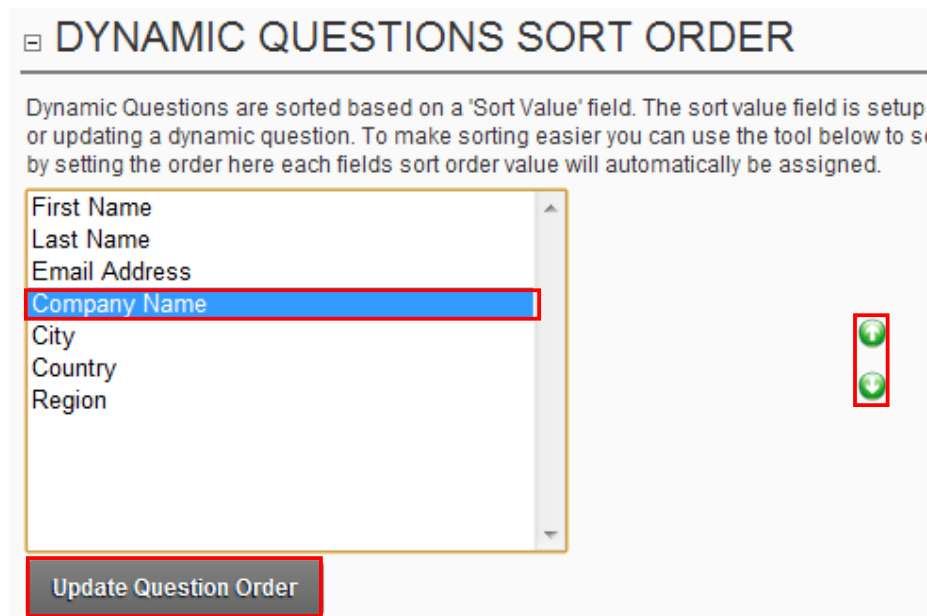 DYNAMIC QUESTIONS SORT ORDER
Dynamic Questions are sorted based on a 'Sort Value' field. The sort value field is setup
or updating a dynamic question. To make sorting easier you can use the tool below to
by setting the order here each fields sort order value will automatically be assigned.
First Name
Last Name
Email Address
Company Name
City
Country
Region
Update Question Order